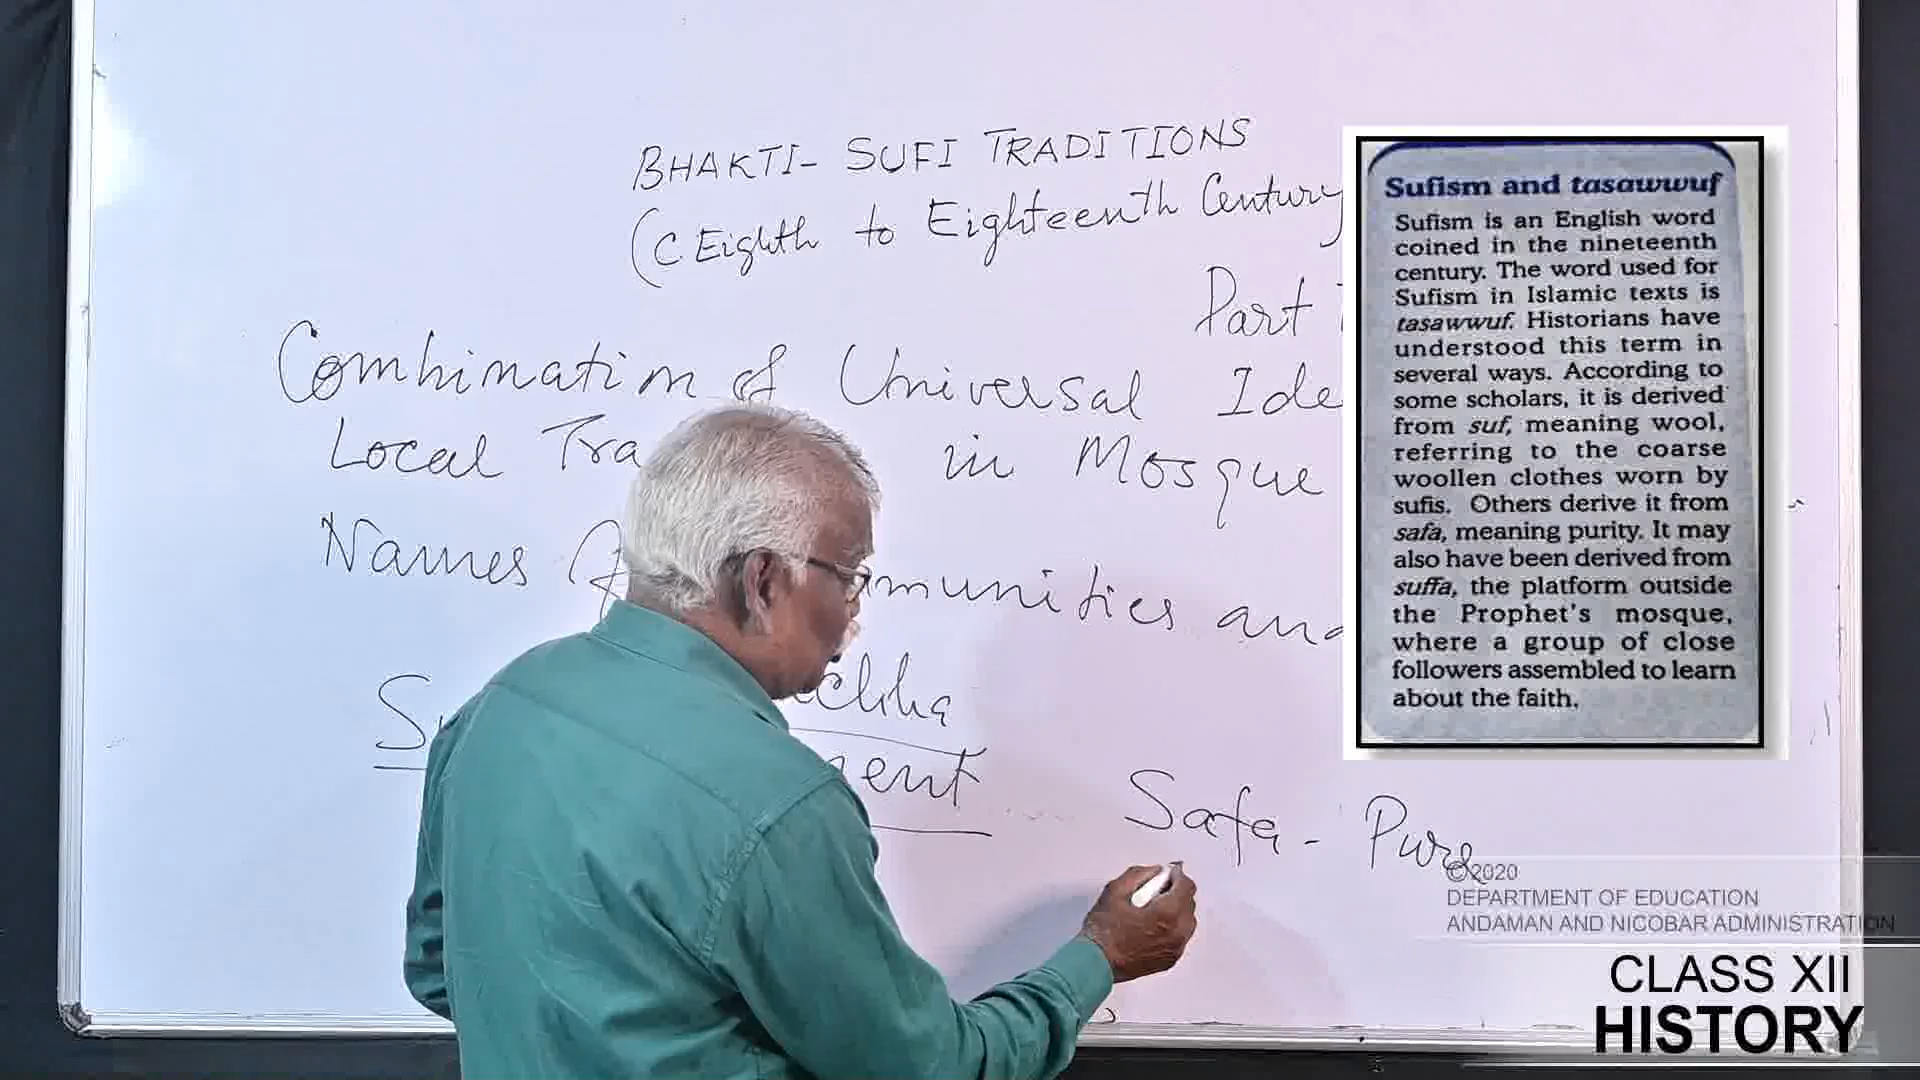 BHAKTI- SUFI TRADITIONS
(C Eighth to Eighteenth Century
Part
Combination of Universal Ide
Local Tra in Mosque
Names of mmunities and
chha
ment
Safa - Pure
Sufism and tasawwuf
Sufism is an English word
coined in the nineteenth
century. The word used for
Sufism in Islamic texts is
tasawwuf. Historians have
understood this term in
several ways. According to
some scholars, it is derived
from suf, meaning wool,
referring to the coarse
woollen clothes worn by
sufis. Others derive it from
safa, meaning purity. It may
also have been derived from
suffa, the platform outside
the Prophet's mosque,
where a group of close
followers assembled to learn
about the faith.
©2020
DEPARTMENT OF EDUCATION
ANDAMAN AND NICOBAR ADMINISTRATION
CLASS XII
HISTORY